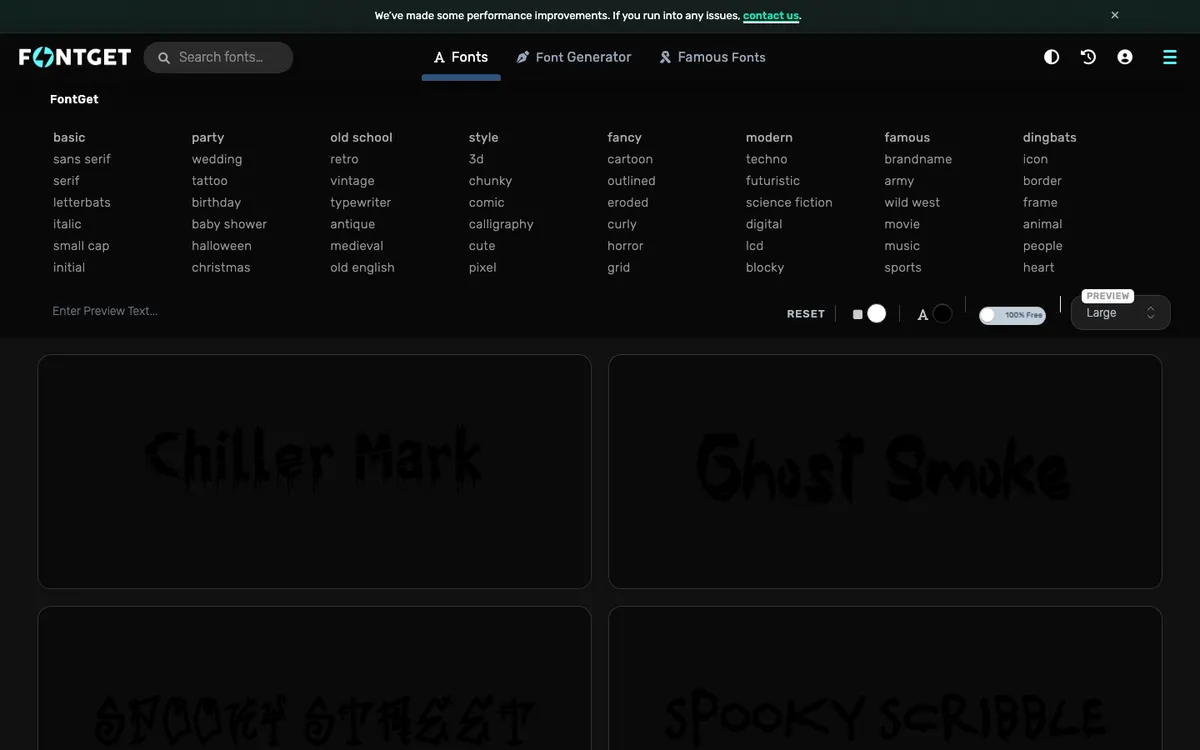 We've made some performance improvements. If you run into any issues, contact us.
FONTGET
Search fonts...
Fonts
Font Generator
Famous Fonts
FontGet
basic party old school style fancy modern famous dingbats
sans serif wedding retro 3d cartoon techno brandname icon
serif tattoo vintage chunky outlined futuristic army border
letterbats birthday typewriter comic eroded science fiction wild west frame
italic baby shower antique calligraphy curly digital movie animal
small cap halloween medieval cute horror lcd music people
initial christmas old english pixel grid blocky sports heart
Enter Preview Text...
RESET
A
100% Free
PREVIEW
Large
Chiller Mark
Ghost Smoke
SPOOKY STREET
SPOOKY SCRIBBLE